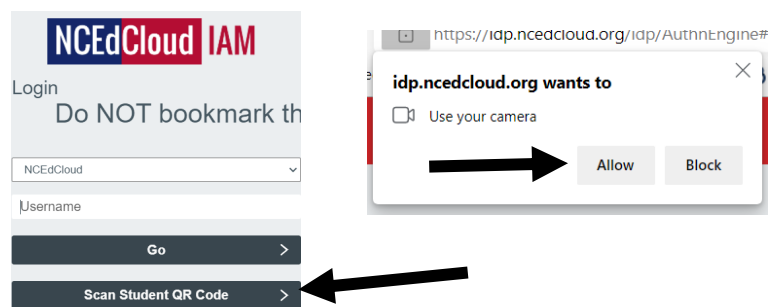 NCEdCloud IAM
Login
Do NOT bookmark th
NCEdCloud
Username
Go
Scan Student QR Code
https://idp.ncedcloud.org/idp/AuthnEngine#
idp.ncedcloud.org wants to
Use your camera
Allow
Block